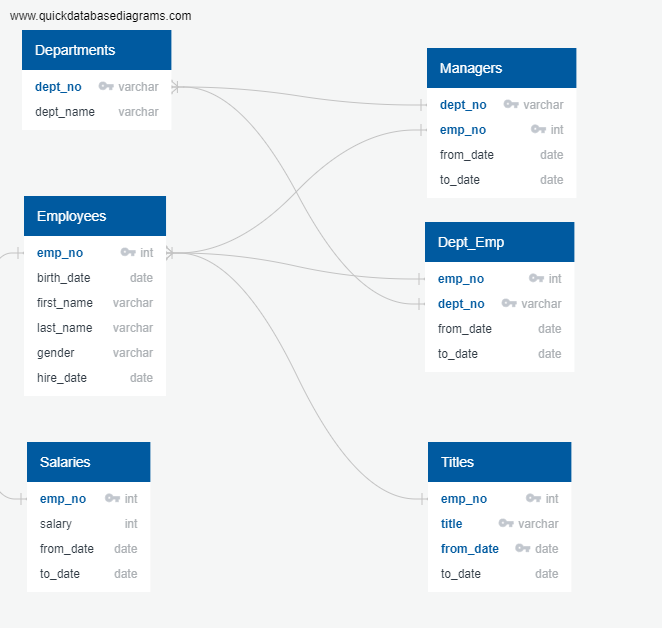 www.quickdatabasediagrams.com
Departments
dept_no varchar
dept_name varchar
Employees
emp_no int
birth_date date
first_name varchar
last_name varchar
gender varchar
hire_date date
Salaries
emp_no int
salary int
from_date date
to_date date
Managers
dept_no varchar
emp_no int
from_date date
to_date date
Dept_Emp
emp_no int
dept_no varchar
from_date date
to_date date
Titles
emp_no int
title varchar
from_date date
to_date date